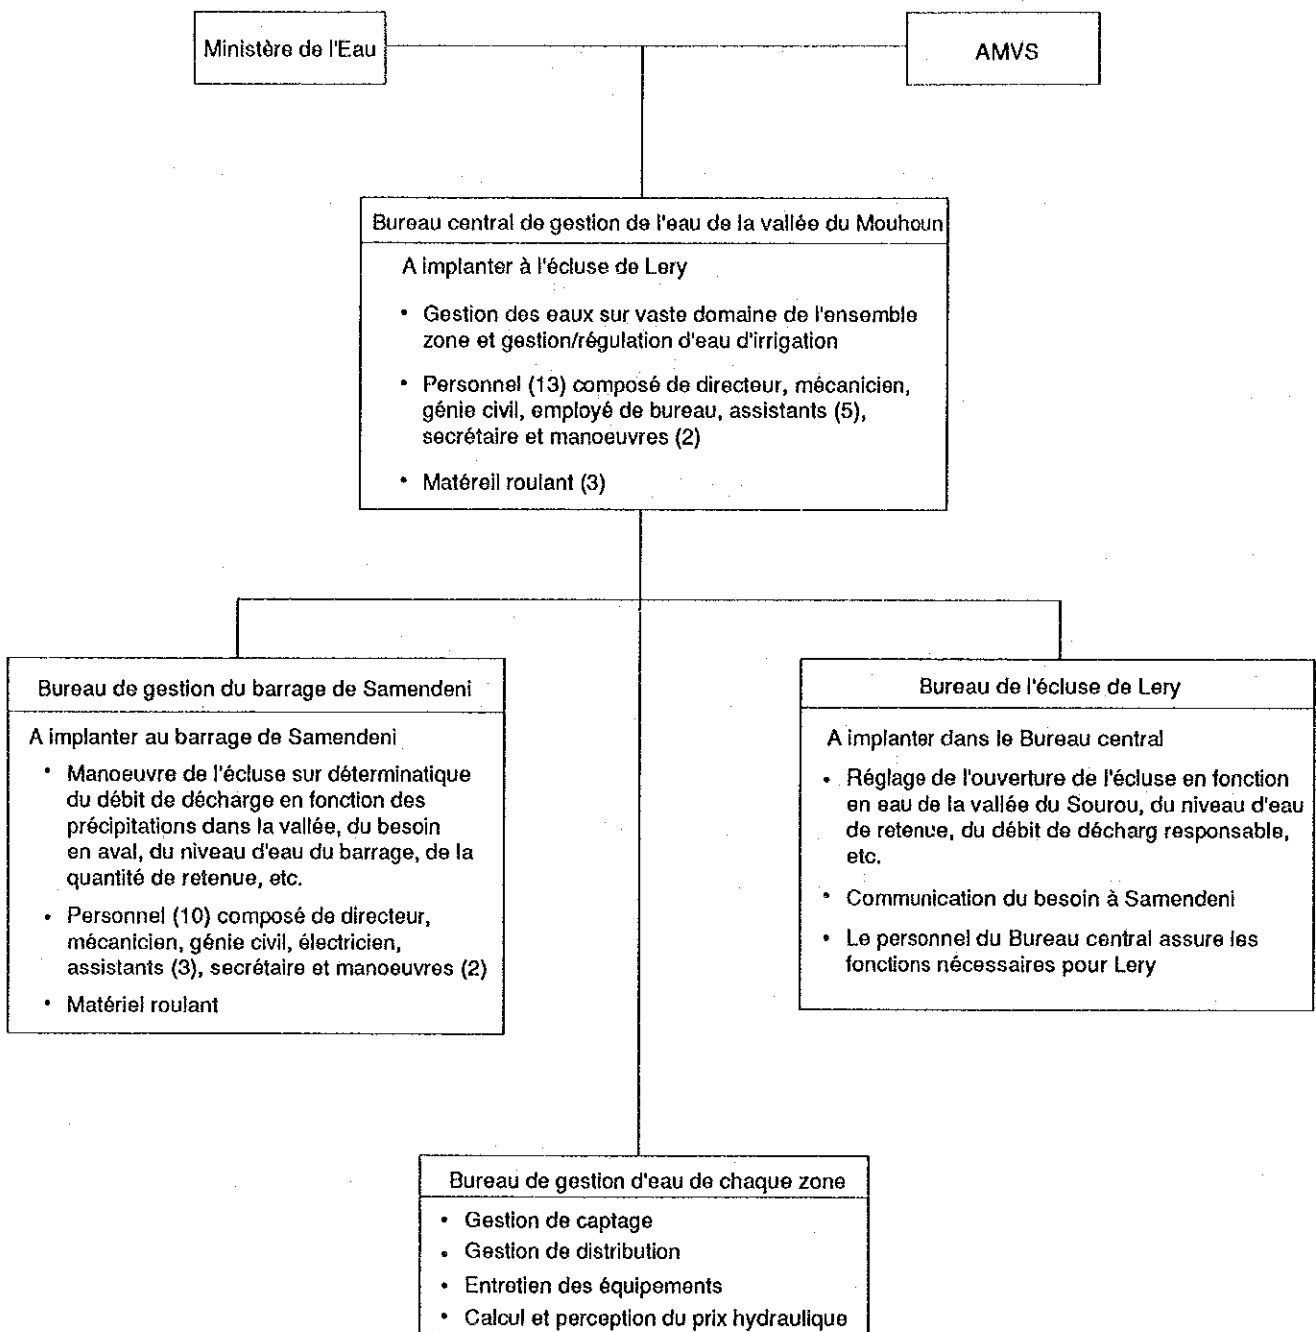 Ministère de l'Eau
AMVS
Bureau central de gestion de l'eau de la vallée du Mouhoun
A implanter à l'écluse de Lery
• Gestion des eaux sur vaste domaine de l'ensemble
zone et gestion/régulation d'eau d'irrigation
• Personnel (13) composé de directeur, mécanicien,
génie civil, employé de bureau, assistants (5),
secrétaire et manoeuvres (2)
• Matéreil roulant (3)
Bureau de gestion du barrage de Samendeni
A implanter au barrage de Samendeni
• Manoeuvre de l'écluse sur déterminatique
du débit de décharge en fonction des
précipitations dans la vallée, du besoin
en aval, du niveau d'eau du barrage, de la
quantité de retenue, etc.
• Personnel (10) composé de directeur,
mécanicien, génie civil, électricien,
assistants (3), secrétaire et manoeuvres (2)
• Matériel roulant
Bureau de l'écluse de Lery
A implanter dans le Bureau central
• Réglage de l'ouverture de l'écluse en fonction
en eau de la vallée du Sourou, du niveau d'eau
de retenue, du débit de décharg responsable,
etc.
• Communication du besoin à Samendeni
• Le personnel du Bureau central assure les
fonctions nécessaires pour Lery
Bureau de gestion d'eau de chaque zone
• Gestion de captage
• Gestion de distribution
• Entretien des équipements
• Calcul et perception du prix hydraulique